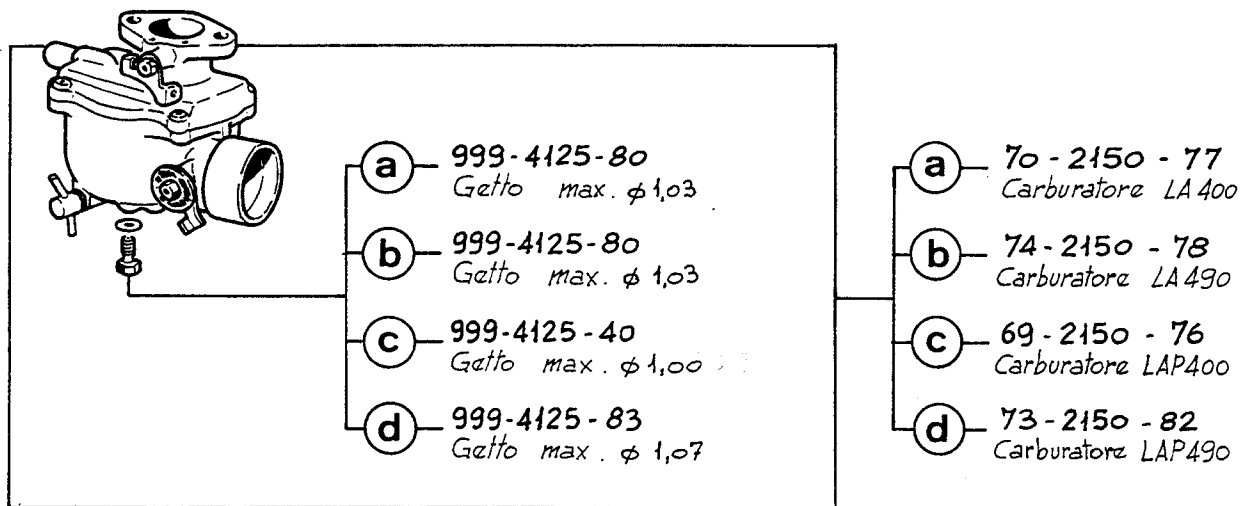 a 999-4125-80
Getto max. φ 1,03
b 999-4125-80
Getto max. φ 1,03
c 999-4125-40
Getto max. φ 1,00
d 999-4125-83
Getto max. φ 1,07
a 70-2150-77
Carburatore LA 400
b 74-2150-78
Carburatore LA 490
c 69-2150-76
Carburatore LAP400
d 73-2150-82
Carburatore LAP490